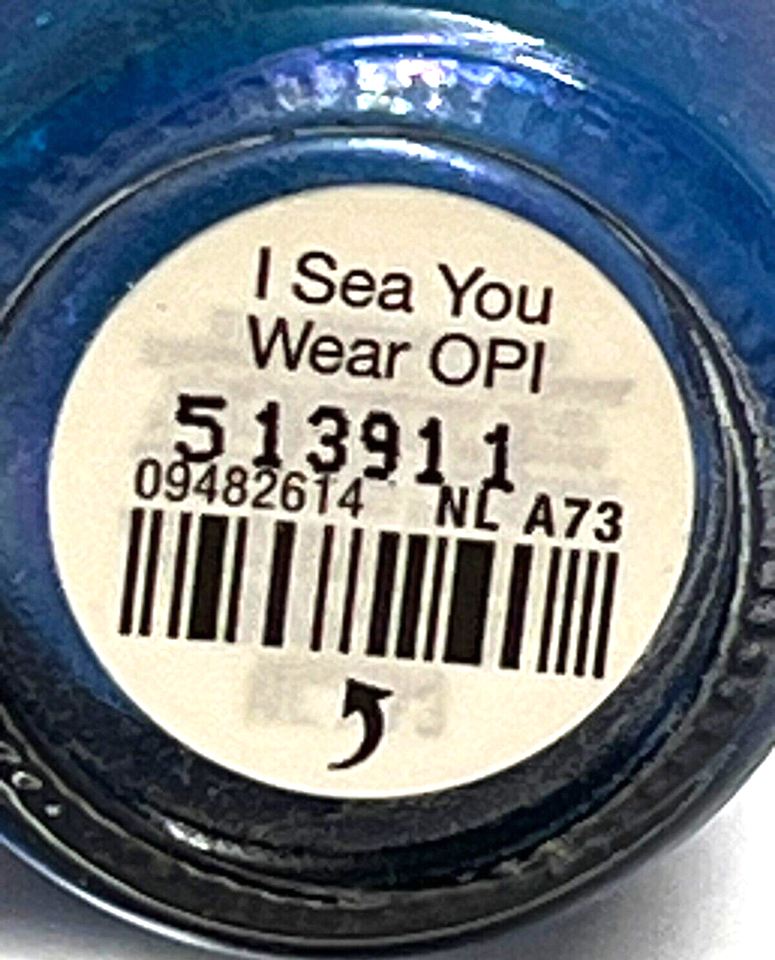 I Sea You
Wear OPI
513911
09482614 NL A73